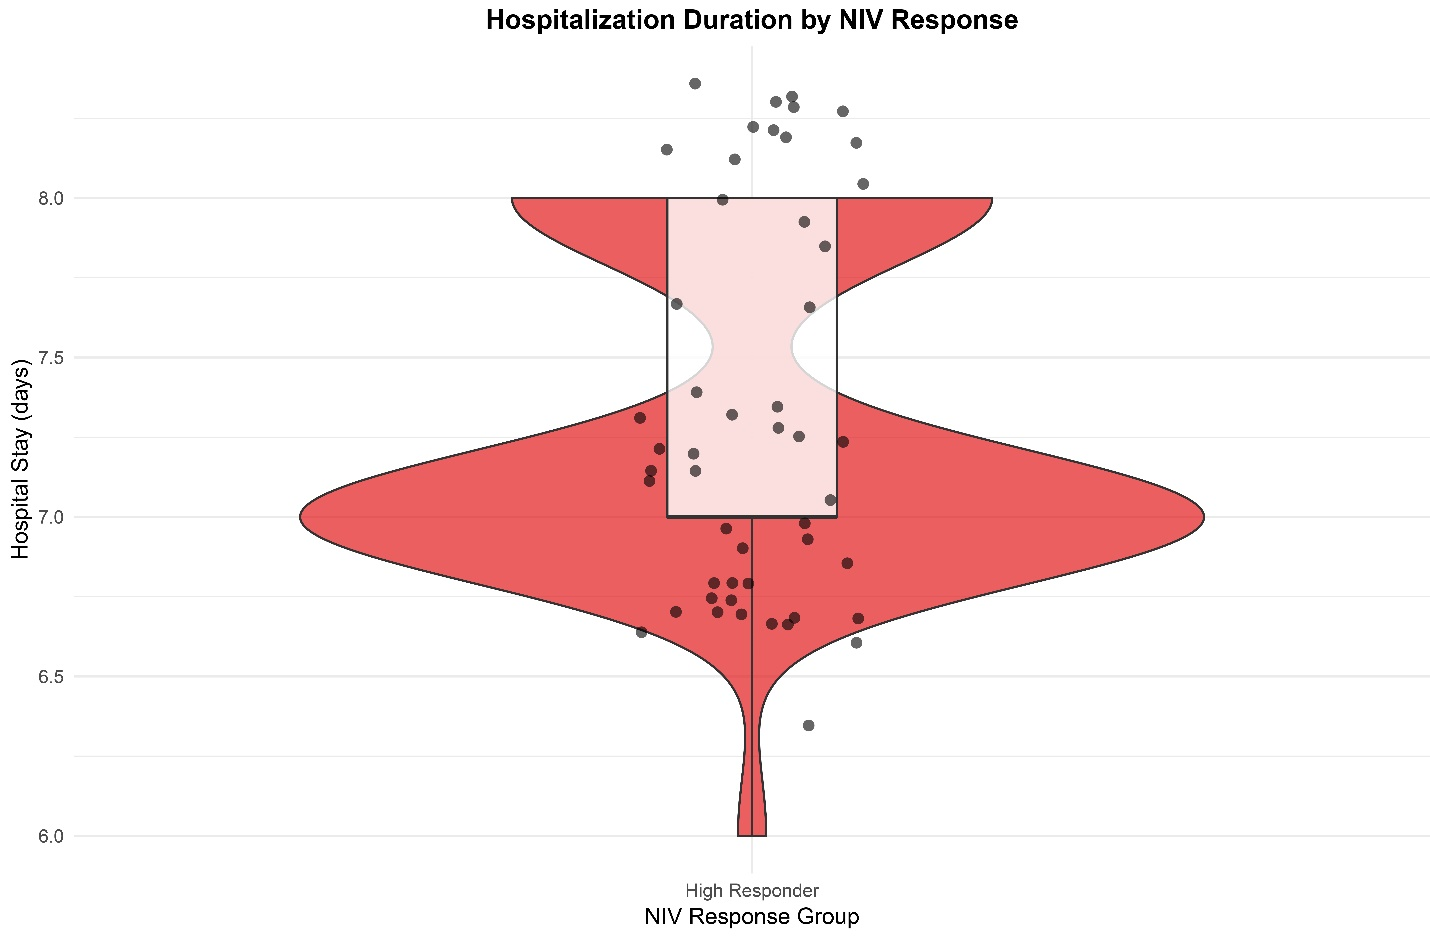 Hospitalization Duration by NIV Response
Hospital Stay (days)
8.0
7.5
7.0
6.5
6.0
High Responder
NIV Response Group